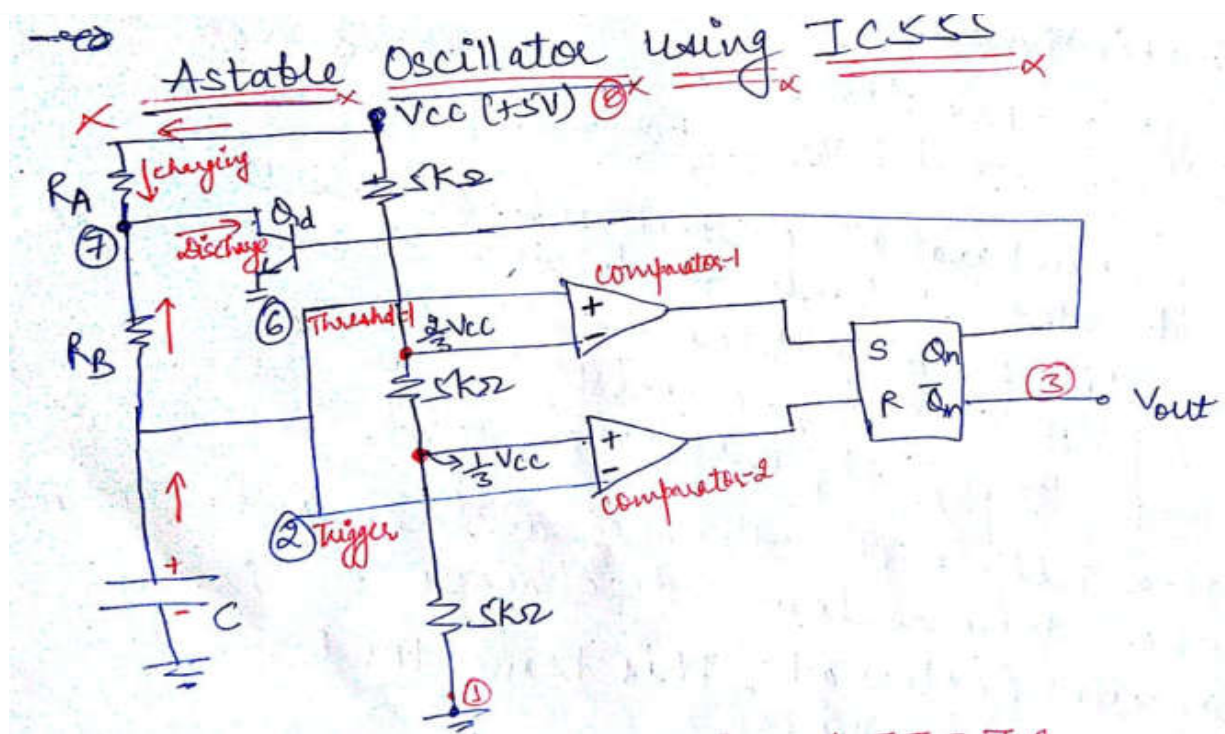 Astable Oscillator using IC555
VCC (+5V) 8
charging
5KΩ
RA
Qd
7
Discharge
comparator-1
6
Threshold
+
2/3 VCC
-
RB
5KΩ
S Qn
3
R Q̅n
Vout
+
1/3 VCC
-
comparator-2
2 Trigger
+
-
C
5KΩ
1